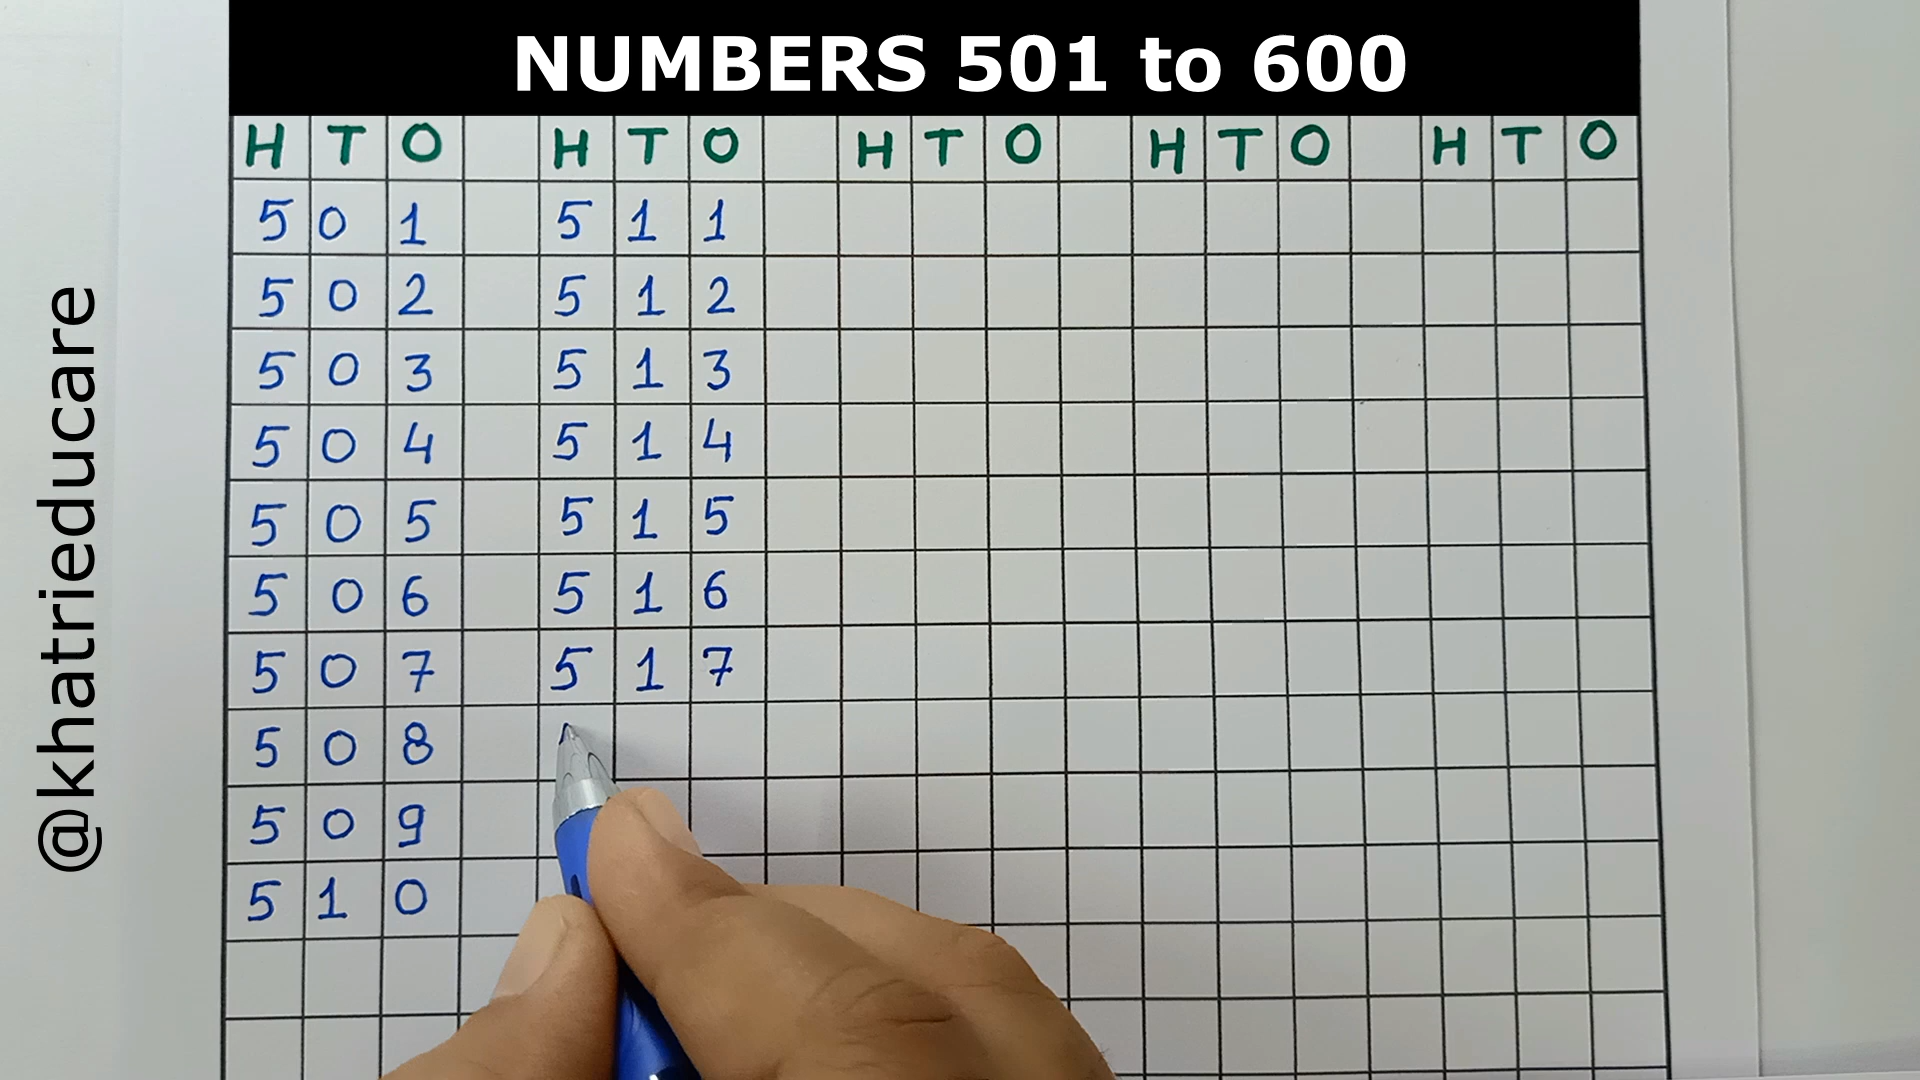 NUMBERS 501 to 600
H T O H T O H T O H T O H T O
5 0 1 5 1 1
5 0 2 5 1 2
5 0 3 5 1 3
5 0 4 5 1 4
5 0 5 5 1 5
5 0 6 5 1 6
5 0 7 5 1 7
5 0 8
5 0 9
5 1 0
@khatrieducare